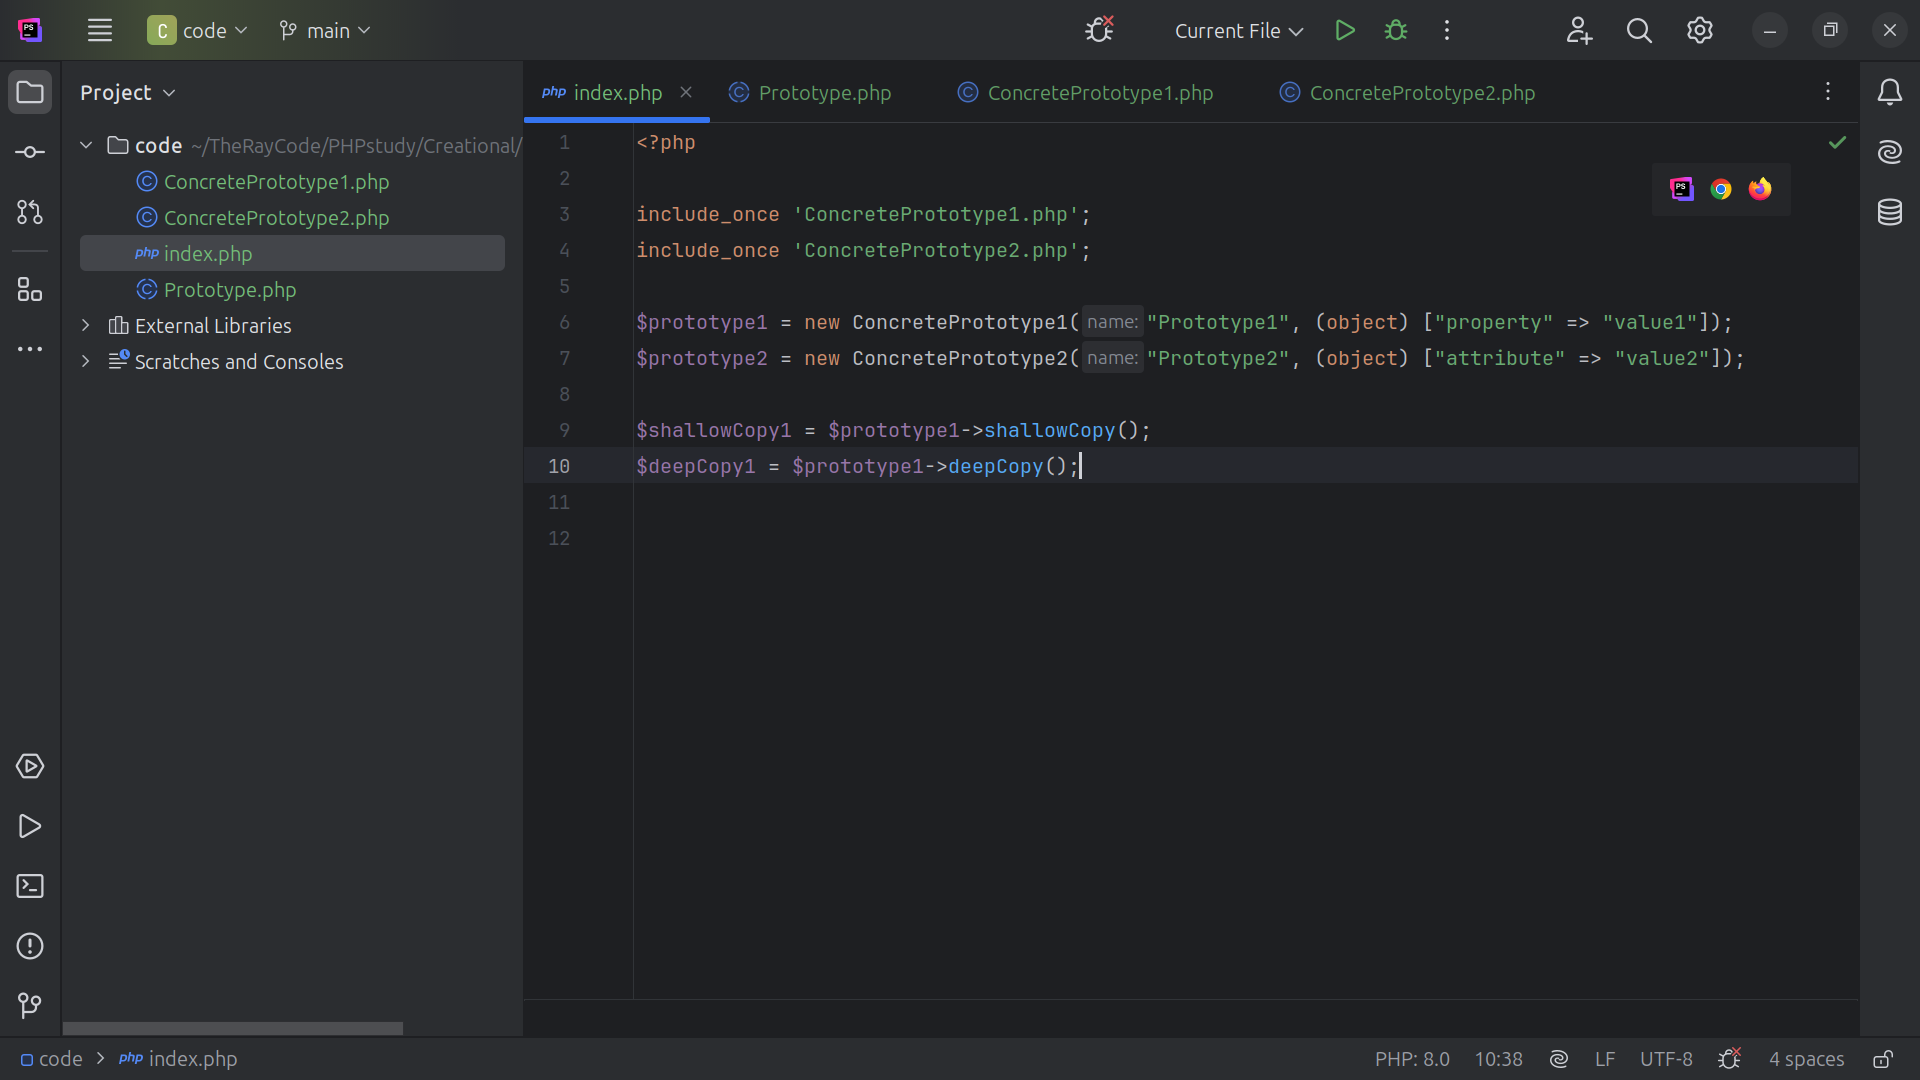 PS
C code
main
Current File
Project
php index.php
Prototype.php
ConcretePrototype1.php
ConcretePrototype2.php
code ~/TheRayCode/PHPstudy/Creational/
ConcretePrototype1.php
ConcretePrototype2.php
php index.php
Prototype.php
External Libraries
Scratches and Consoles
1 <?php
2
3 include_once 'ConcretePrototype1.php';
4 include_once 'ConcretePrototype2.php';
5
6 $prototype1 = new ConcretePrototype1( name: "Prototype1", (object) ["property" => "value1"]);
7 $prototype2 = new ConcretePrototype2( name: "Prototype2", (object) ["attribute" => "value2"]);
8
9 $shallowCopy1 = $prototype1->shallowCopy();
10 $deepCopy1 = $prototype1->deepCopy();
11
12
PS
code > php index.php
PHP: 8.0 10:38 LF UTF-8 4 spaces